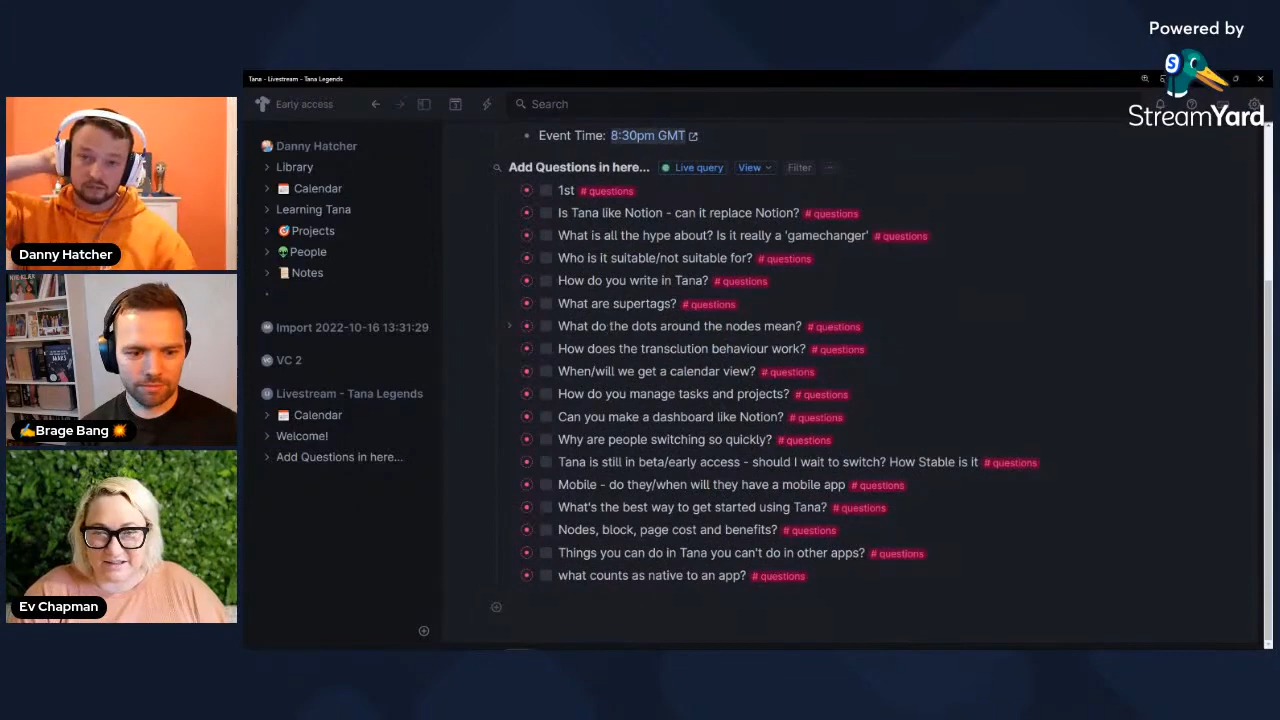 Powered by
StreamYard
Tana - Livestream - Tana Legends
Early access
Search
Danny Hatcher
Library
Calendar
Learning Tana
Projects
People
Notes
Import 2022-10-16 13:31:29
VC 2
Livestream - Tana Legends
Calendar
Welcome!
Add Questions in here...
Event Time: 8:30pm GMT
Add Questions in here... Live query View Filter
1st # questions
Is Tana like Notion - can it replace Notion? # questions
What is all the hype about? Is it really a 'gamechanger' # questions
Who is it suitable/not suitable for? # questions
How do you write in Tana? # questions
What are supertags? # questions
What do the dots around the nodes mean? # questions
How does the transclution behaviour work? # questions
When/will we get a calendar view? # questions
How do you manage tasks and projects? # questions
Can you make a dashboard like Notion? # questions
Why are people switching so quickly? # questions
Tana is still in beta/early access - should I wait to switch? How Stable is it # questions
Mobile - do they/when will they have a mobile app # questions
What's the best way to get started using Tana? # questions
Nodes, block, page cost and benefits? # questions
Things you can do in Tana you can't do in other apps? # questions
what counts as native to an app? # questions
Danny Hatcher
✍️Brage Bang 💥
Ev Chapman